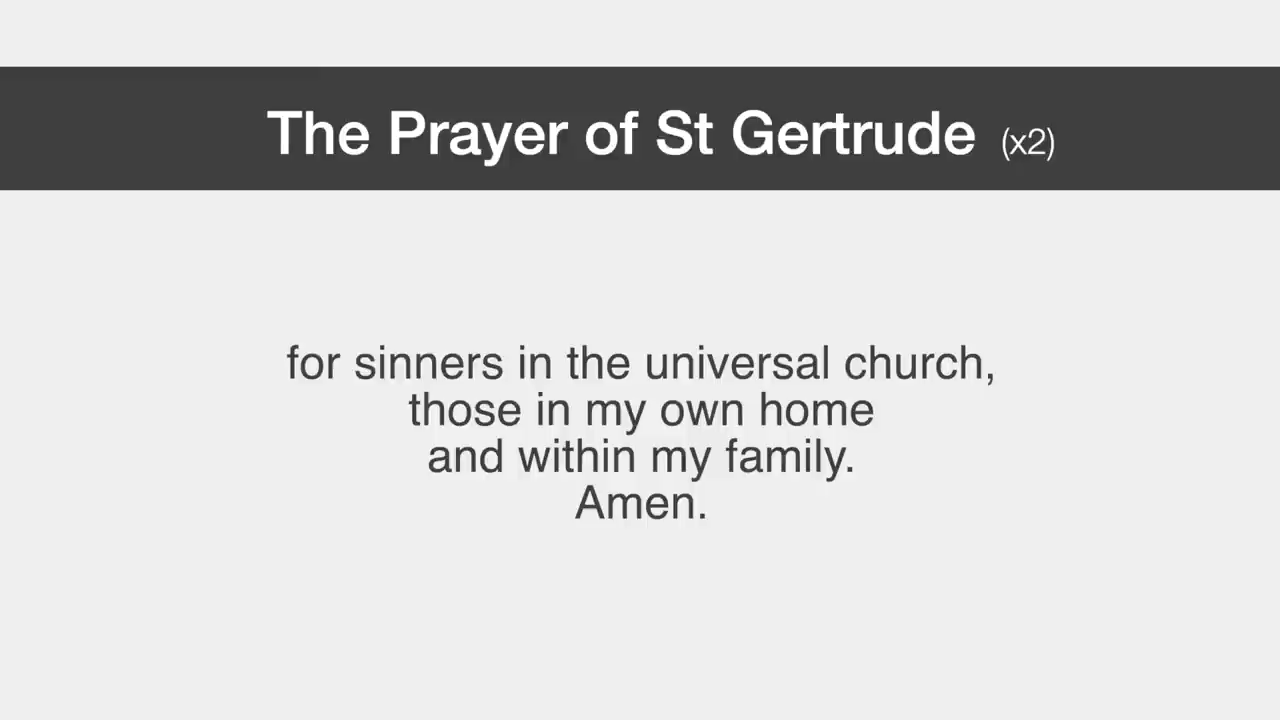 The Prayer of St Gertrude (x2)
for sinners in the universal church,
those in my own home
and within my family.
Amen.